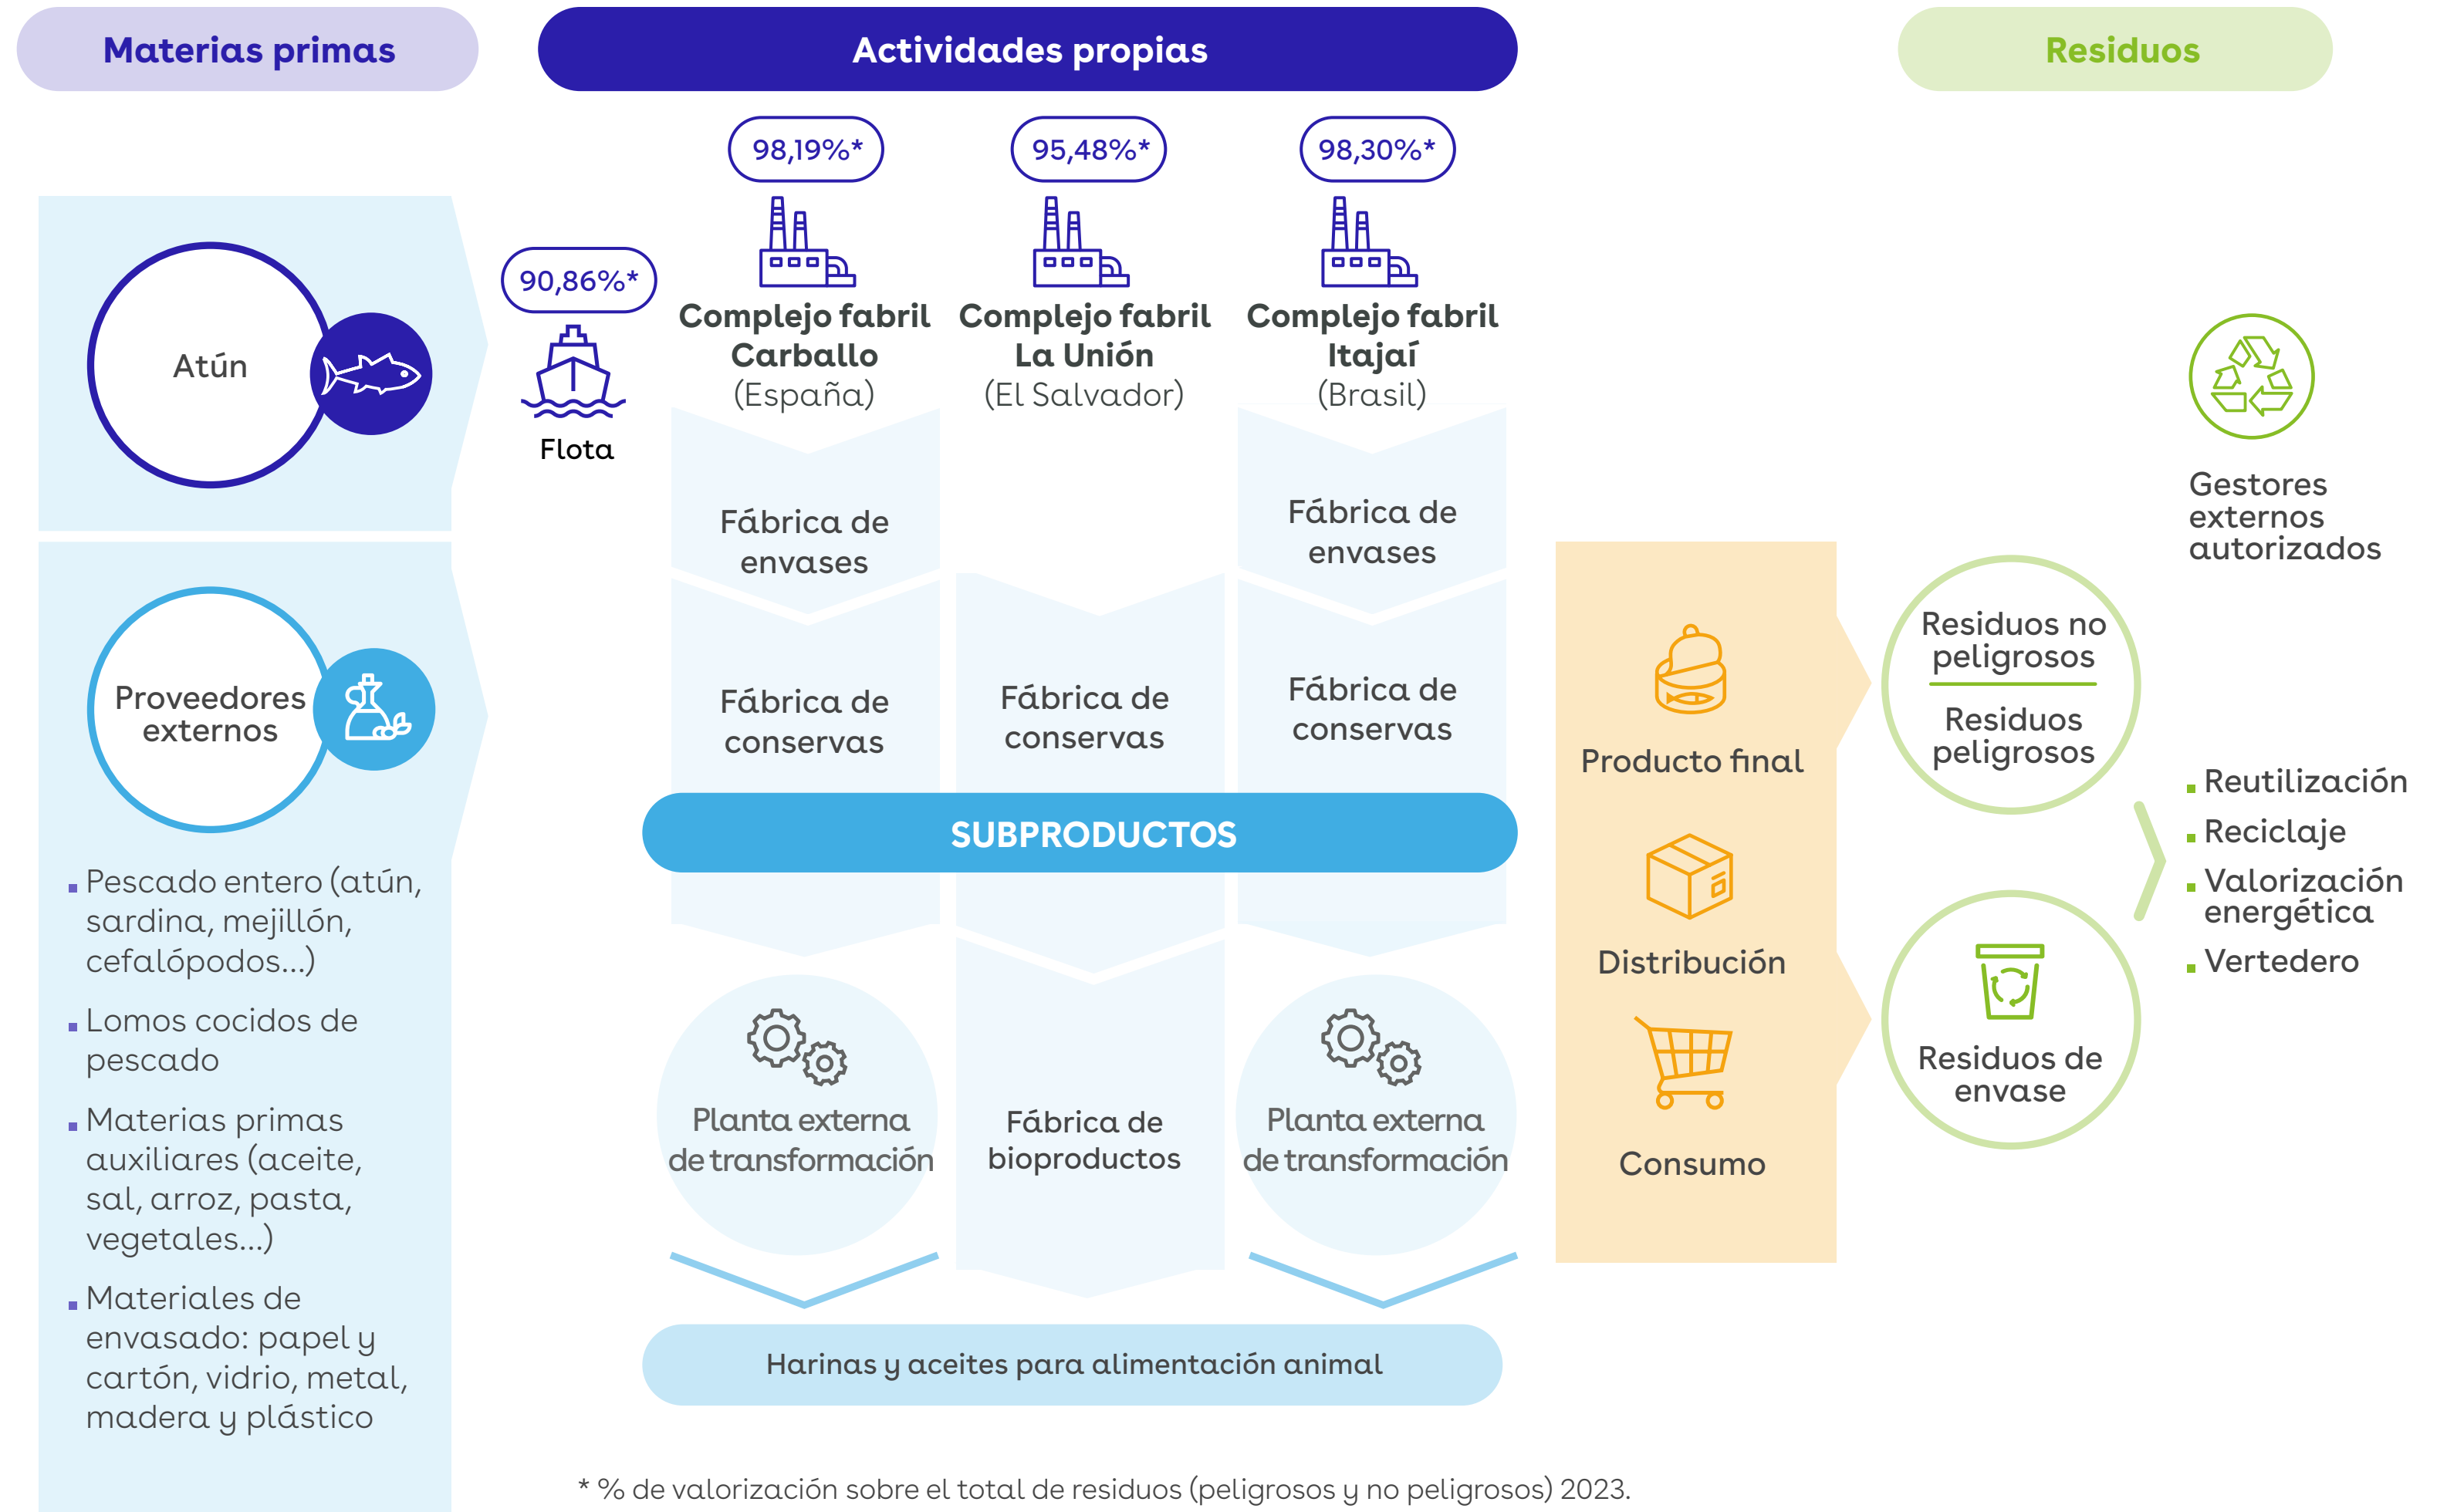 Materias primas
Actividades propias
Residuos
Atún
Proveedores
externos
Pescado entero (atún,
sardina, mejillón,
cefalópodos...)
Lomos cocidos de
pescado
Materias primas
auxiliares (aceite,
sal, arroz, pasta,
vegetales...)
Materiales de
envasado: papel y
cartón, vidrio, metal,
madera y plástico
90,86%*
Flota
98,19%*
Complejo fabril
Carballo
(España)
Fábrica de
envases
Fábrica de
conservas
95,48%*
Complejo fabril
La Unión
(El Salvador)
Fábrica de
conservas
98,30%*
Complejo fabril
Itajaí
(Brasil)
Fábrica de
envases
Fábrica de
conservas
SUBPRODUCTOS
Planta externa
de transformación
Fábrica de
bioproductos
Planta externa
de transformación
Harinas y aceites para alimentación animal
Producto final
Distribución
Consumo
Residuos no
peligrosos
Residuos
peligrosos
Residuos de
envase
Gestores
externos
autorizados
Reutilización
Reciclaje
Valorización
energética
Vertedero
* % de valorización sobre el total de residuos (peligrosos y no peligrosos) 2023.